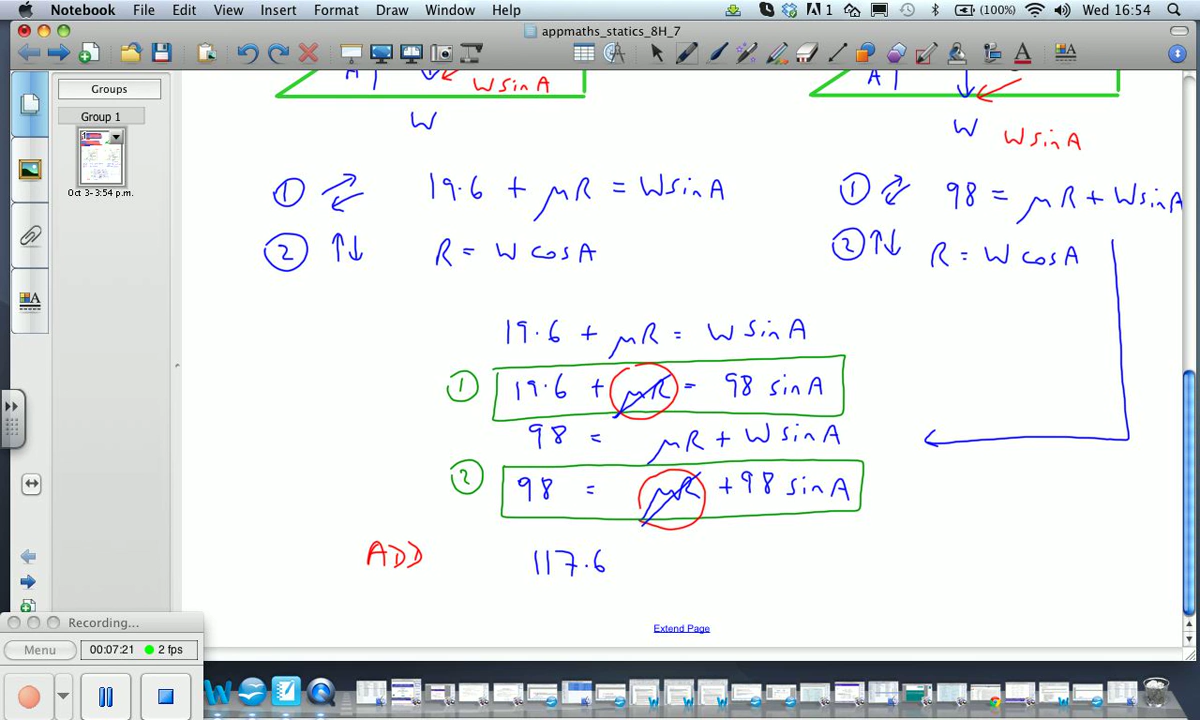 Notebook File Edit View Insert Format Draw Window Help (100%) Wed 16:54
appmaths_statics_8H_7
Groups
Group 1
Oct 3- 3:54 p.m.
A W sin A
W
A
W W sin A
① 19.6 + μR = W sin A
② ↑↓ R = W cos A
① 98 = μR + W sin A
② ↑↓ R = W cos A
19.6 + μR = W sin A
① 19.6 + μR = 98 sin A
98 = μR + W sin A
② 98 = μR + 98 sin A
ADD 117.6
Extend Page
Recording...
Menu 00:07:21 2 fps